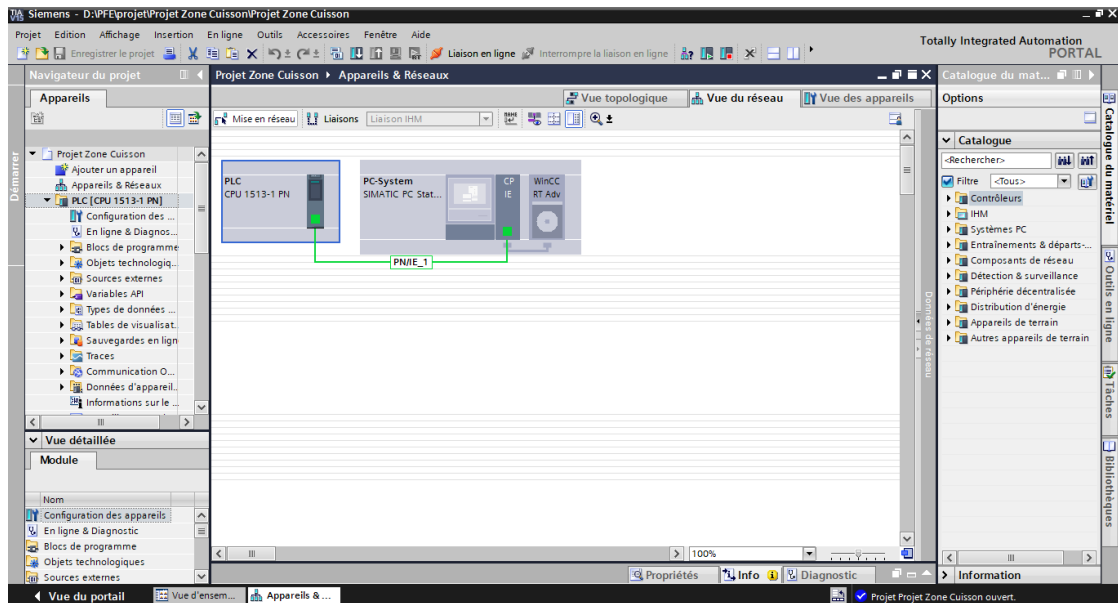 Siemens - D:\PFE\projet\Projet Zone Cuisson\Projet Zone Cuisson
Projet Edition Affichage Insertion En ligne Outils Accessoires Fenêtre Aide
Totally Integrated Automation
PORTAL
Enregistrer le projet
Liaison en ligne
Interrompre la liaison en ligne
Navigateur du projet
Projet Zone Cuisson
Appareils & Réseaux
Catalogue du mat...
Appareils
Vue topologique
Vue du réseau
Vue des appareils
Options
Mise en réseau
Liaisons
Liaison IHM
Démarrer
Projet Zone Cuisson
Ajouter un appareil
Appareils & Réseaux
PLC [CPU 1513-1 PN]
Configuration des ...
En ligne & Diagnos...
Blocs de programme
Objets technologiq...
Sources externes
Variables API
Types de données ...
Tables de visualisat...
Sauvegardes en lign
Traces
Communication O...
Données d'appareil..
Informations sur le ...
Vue détaillée
Module
Nom
Configuration des appareils
En ligne & Diagnostic
Blocs de programme
Objets technologiques
Sources externes
PLC
CPU 1513-1 PN
PC-System
SIMATIC PC Stat...
CP
IE
WinCC
RT Adv
PN/IE_1
Données de réseau
100%
Propriétés
Info
Diagnostic
Catalogue
<Rechercher>
Filtre
<Tous>
Contrôleurs
IHM
Systèmes PC
Entraînements & départs-...
Composants de réseau
Détection & surveillance
Périphérie décentralisée
Distribution d'énergie
Appareils de terrain
Autres appareils de terrain
Information
Catalogue du matériel
Outils en ligne
Tâches
Bibliothèques
Vue du portail
Vue d'ensem...
Appareils & ...
Projet Projet Zone Cuisson ouvert.